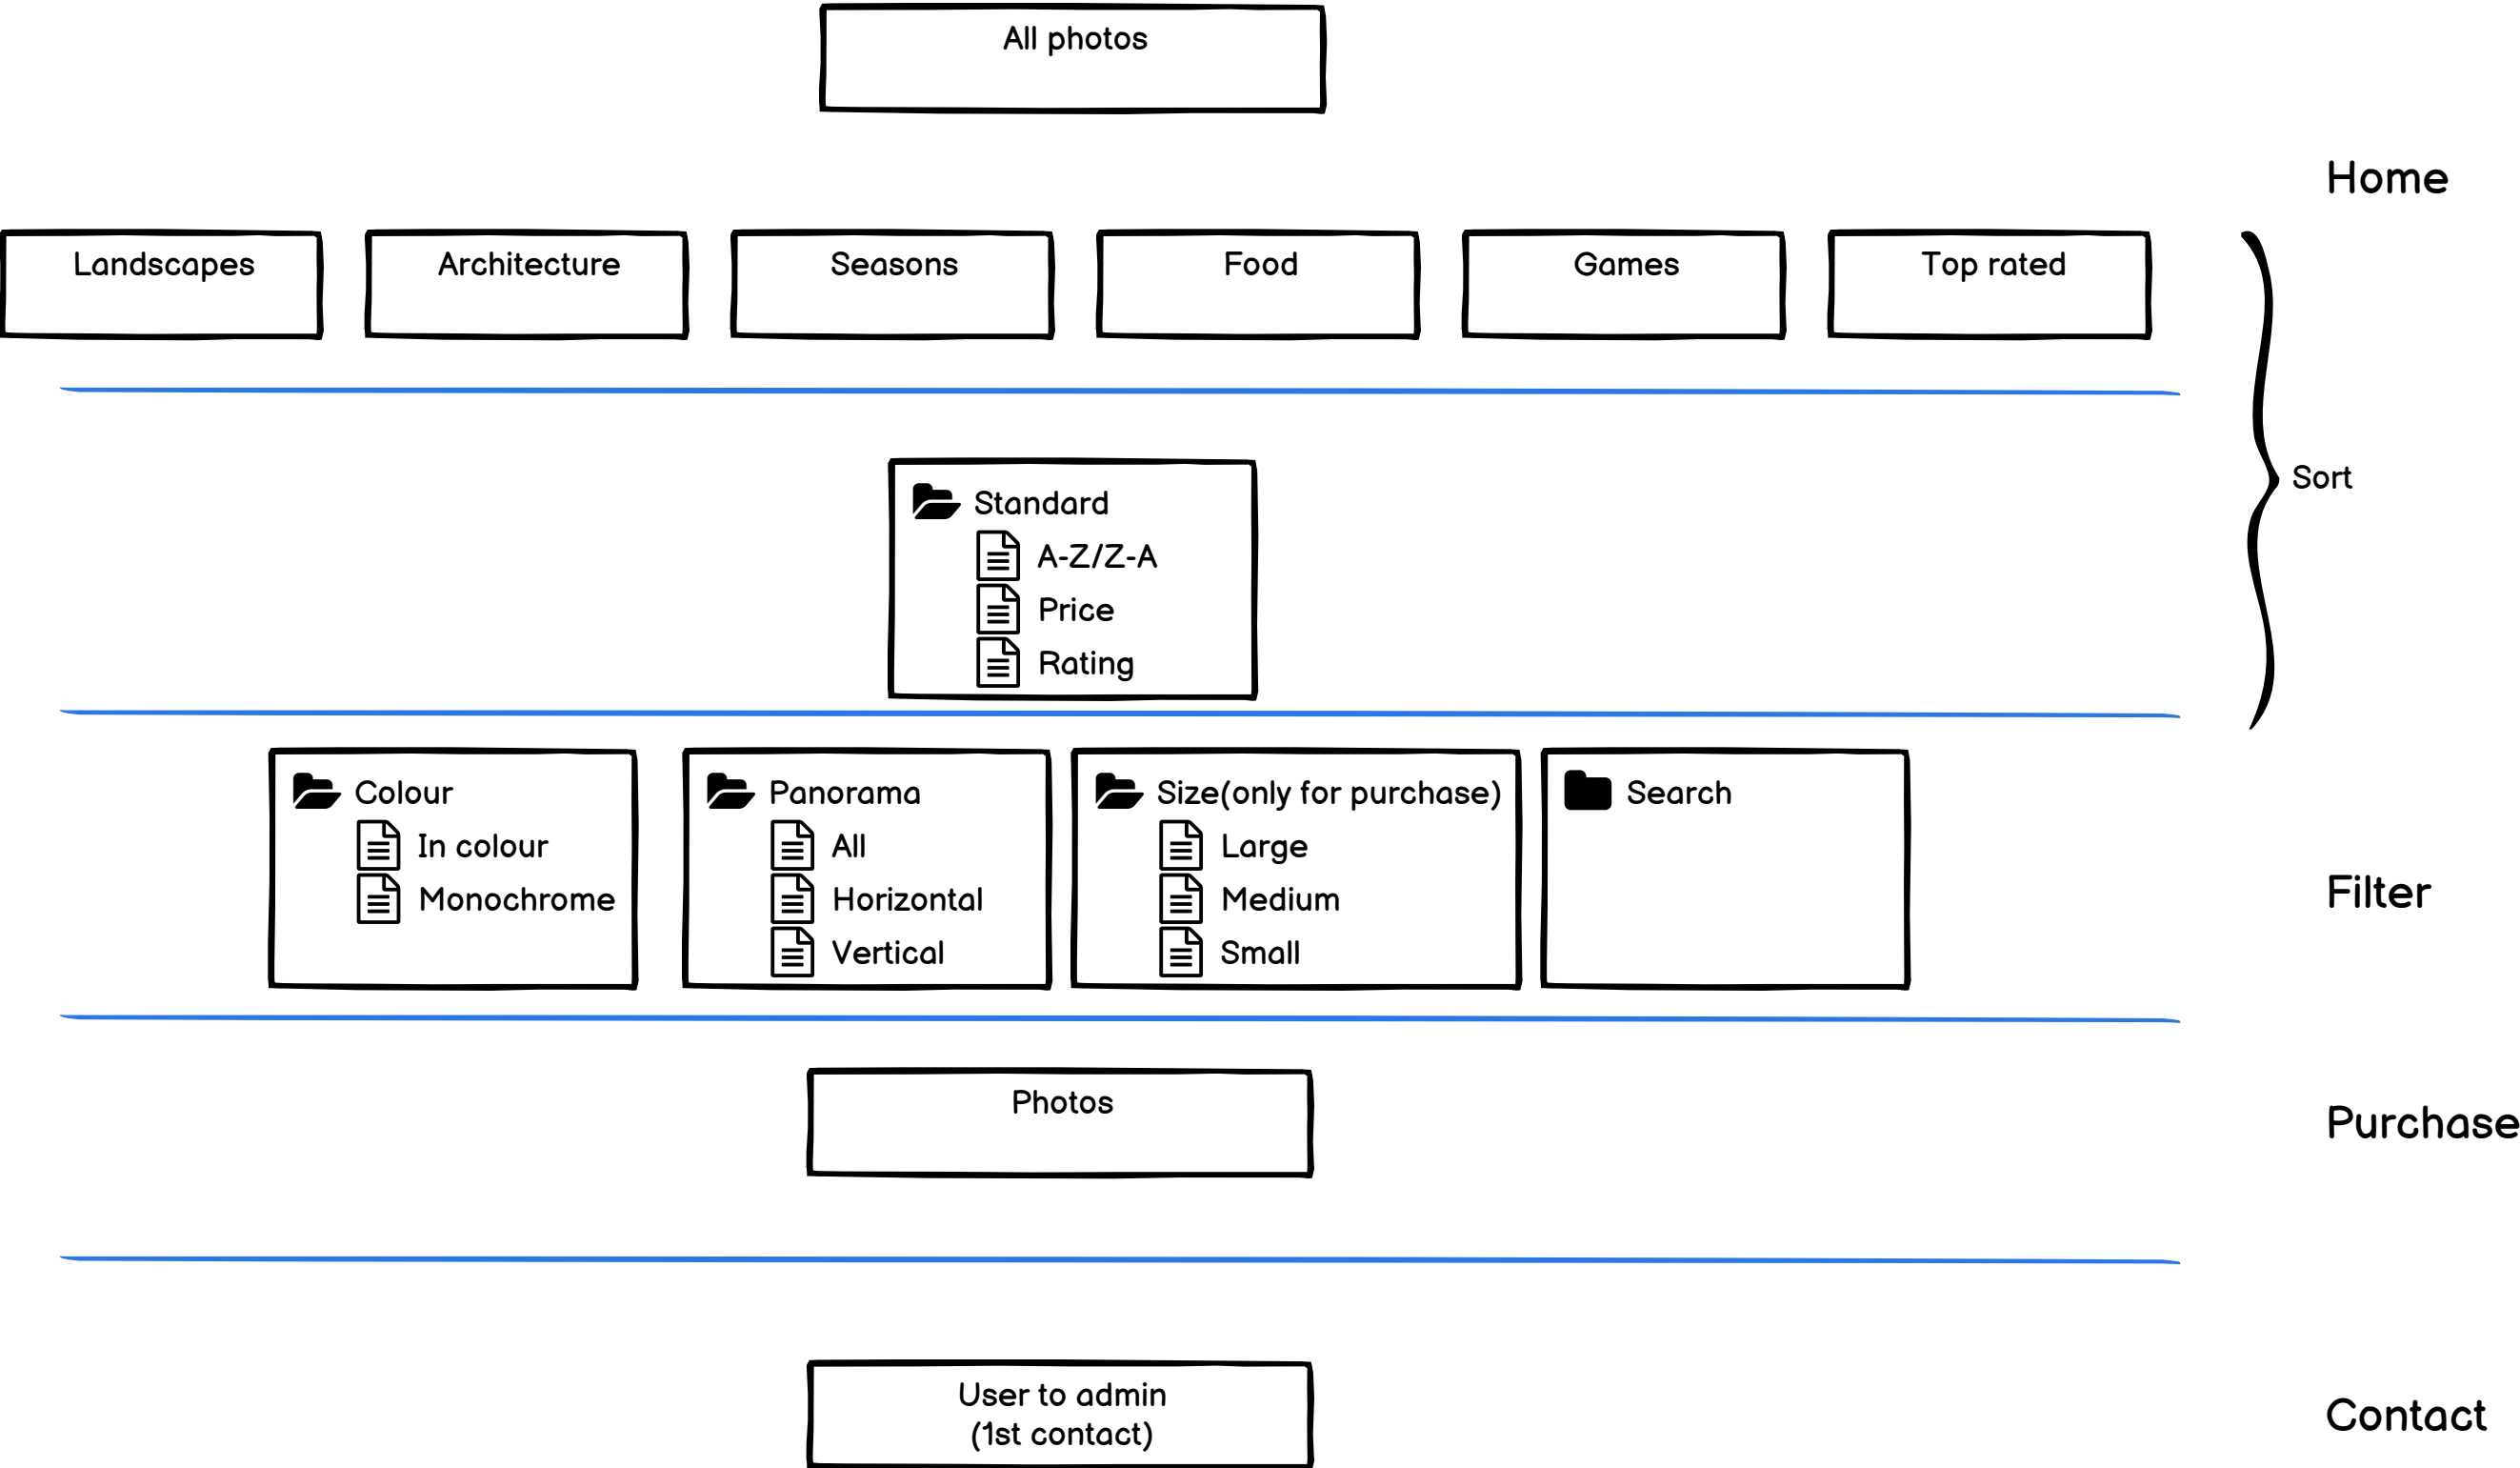 All photos
Home
Landscapes
Architecture
Seasons
Food
Games
Top rated
Sort
Standard
A-Z/Z-A
Price
Rating
Colour
In colour
Monochrome
Panorama
All
Horizontal
Vertical
Size(only for purchase)
Large
Medium
Small
Search
Filter
Photos
Purchase
User to admin
(1st contact)
Contact